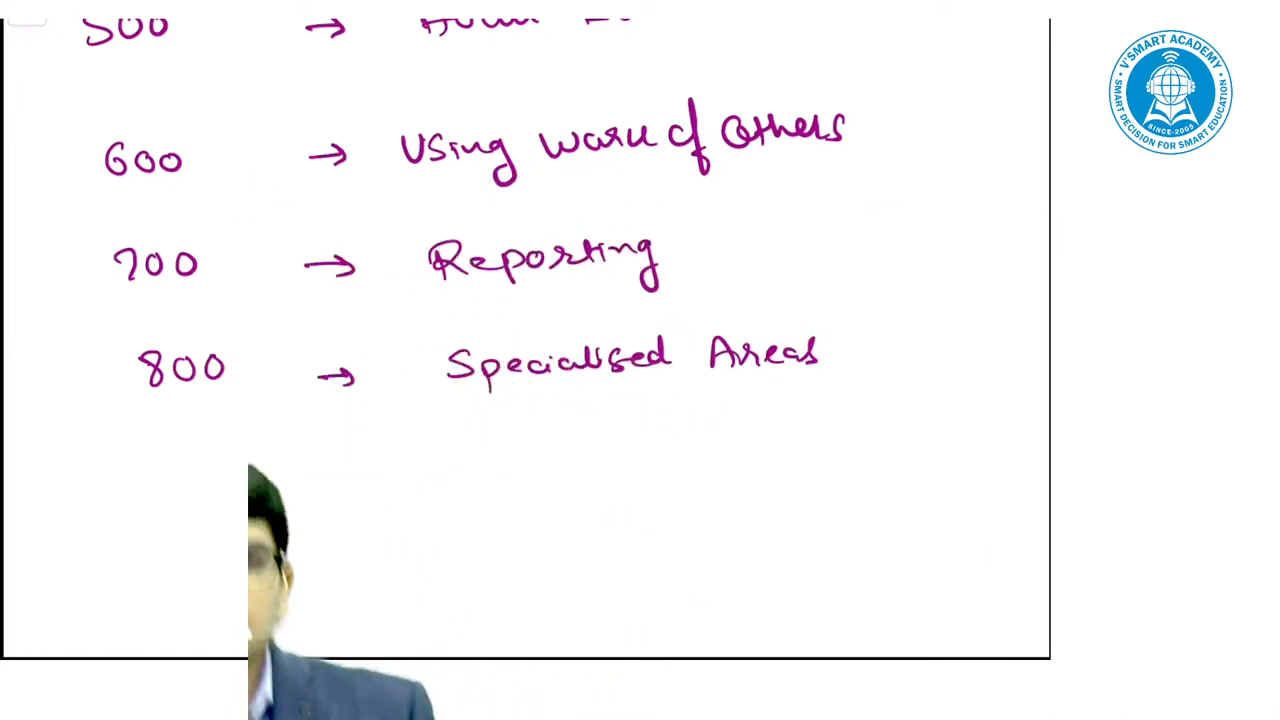 500 →
600 → Using Work of Others
700 → Reporting
800 → Specialised Areas
V'SMART ACADEMY
SMART DECISION FOR SMART EDUCATION
SINCE-2005